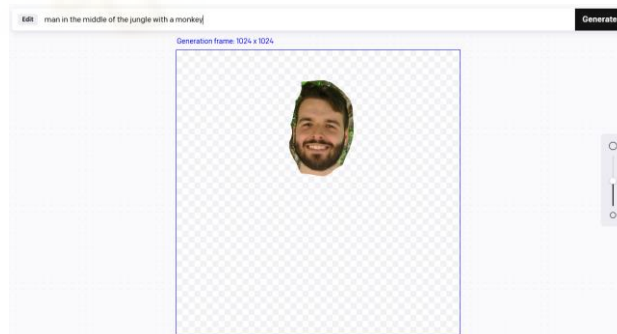 Edit man in the middle of the jungle with a monkey Generate
Generation frame: 1024 x 1024